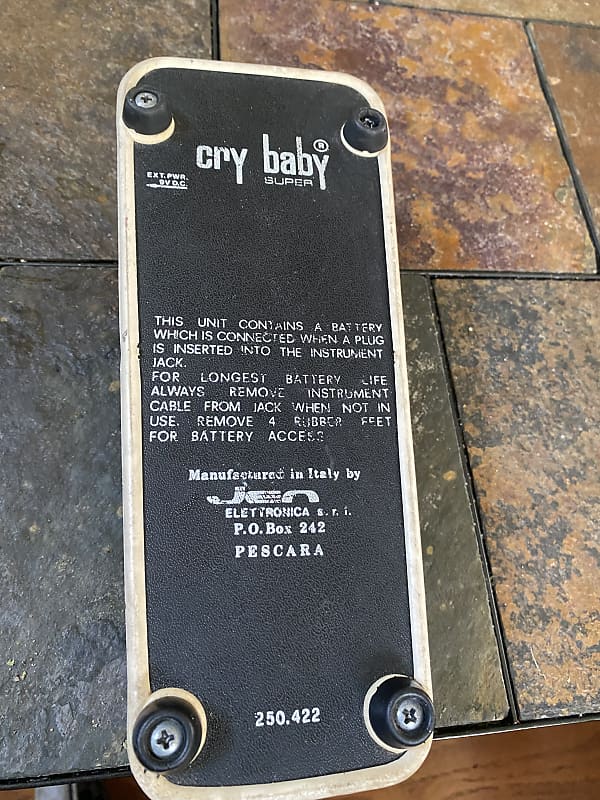 cry baby®
SUPER
EXT. PWR.
9V D.C.
THIS UNIT CONTAINS A BATTERY
WHICH IS CONNECTED WHEN A PLUG
IS INSERTED INTO THE INSTRUMENT
JACK.
FOR LONGEST BATTERY LIFE
ALWAYS REMOVE INSTRUMENT
CABLE FROM JACK WHEN NOT IN
USE. REMOVE 4 RUBBER FEET
FOR BATTERY ACCESS
Manufactured in Italy by
Jen
ELETTRONICA s.r.l.
P.O. Box 242
PESCARA
250.422